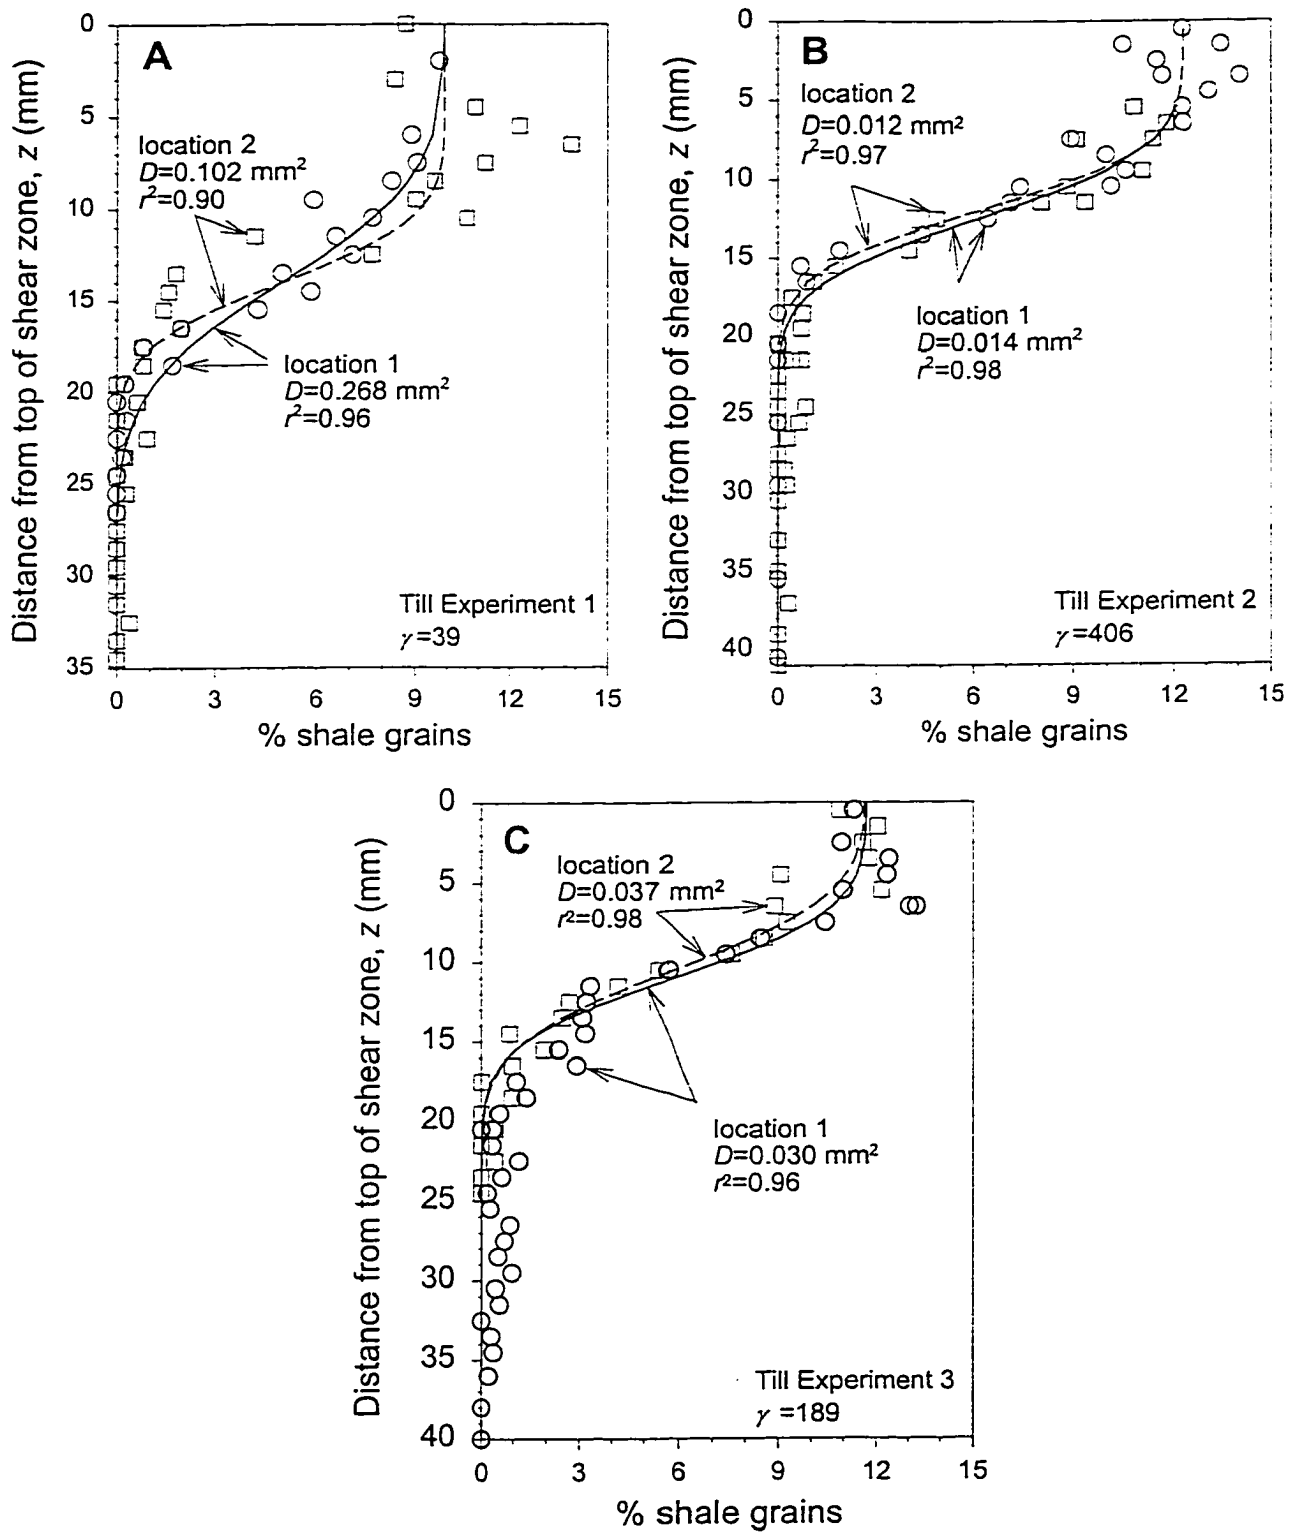 A
Distance from top of shear zone, z (mm)
0
5
10
15
20
25
30
35
location 2
D=0.102 mm²
r²=0.90
location 1
D=0.268 mm²
r²=0.96
Till Experiment 1
γ=39
0 3 6 9 12 15
% shale grains
B
Distance from top of shear zone, z (mm)
0
5
10
15
20
25
30
35
40
location 2
D=0.012 mm²
r²=0.97
location 1
D=0.014 mm²
r²=0.98
Till Experiment 2
γ=406
0 3 6 9 12 15
% shale grains
C
Distance from top of shear zone, z (mm)
0
5
10
15
20
25
30
35
40
location 2
D=0.037 mm²
r²=0.98
location 1
D=0.030 mm²
r²=0.96
Till Experiment 3
γ =189
0 3 6 9 12 15
% shale grains